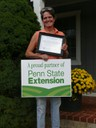 A proud partner of
Penn State
Extension